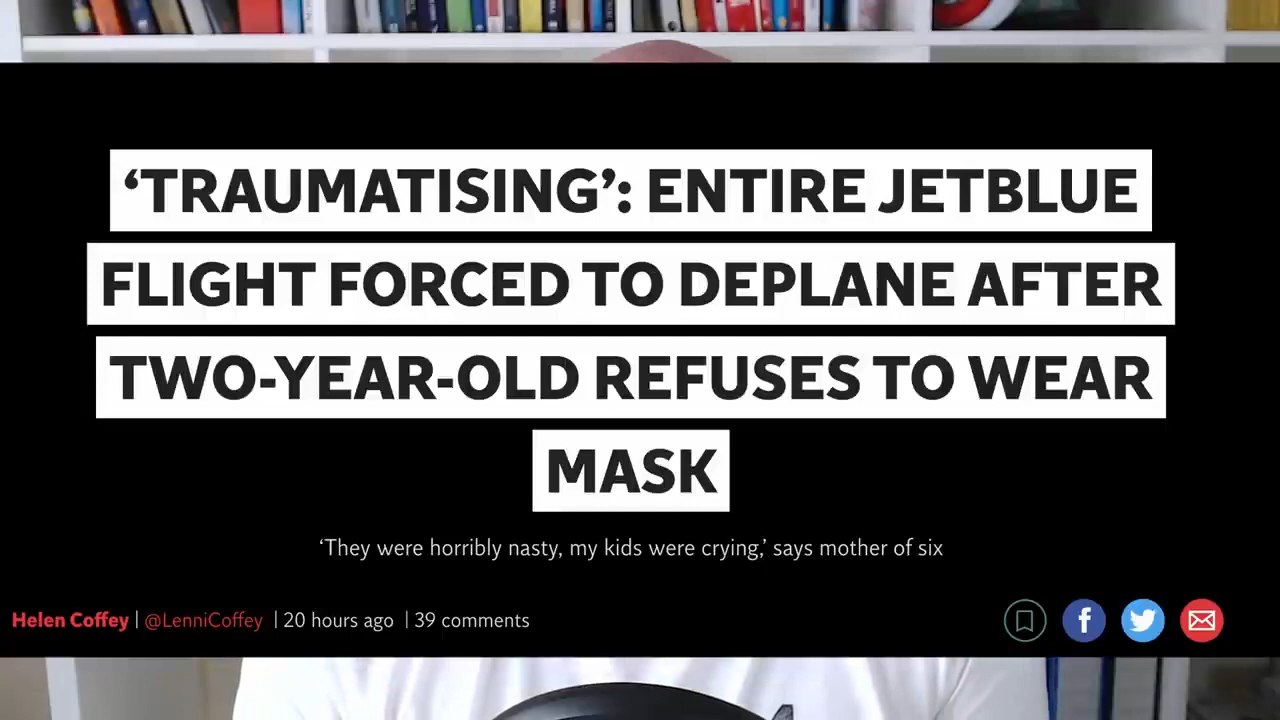 ‘TRAUMATISING’: ENTIRE JETBLUE
FLIGHT FORCED TO DEPLANE AFTER
TWO-YEAR-OLD REFUSES TO WEAR
MASK
‘They were horribly nasty, my kids were crying,’ says mother of six
Helen Coffey | @LenniCoffey | 20 hours ago | 39 comments